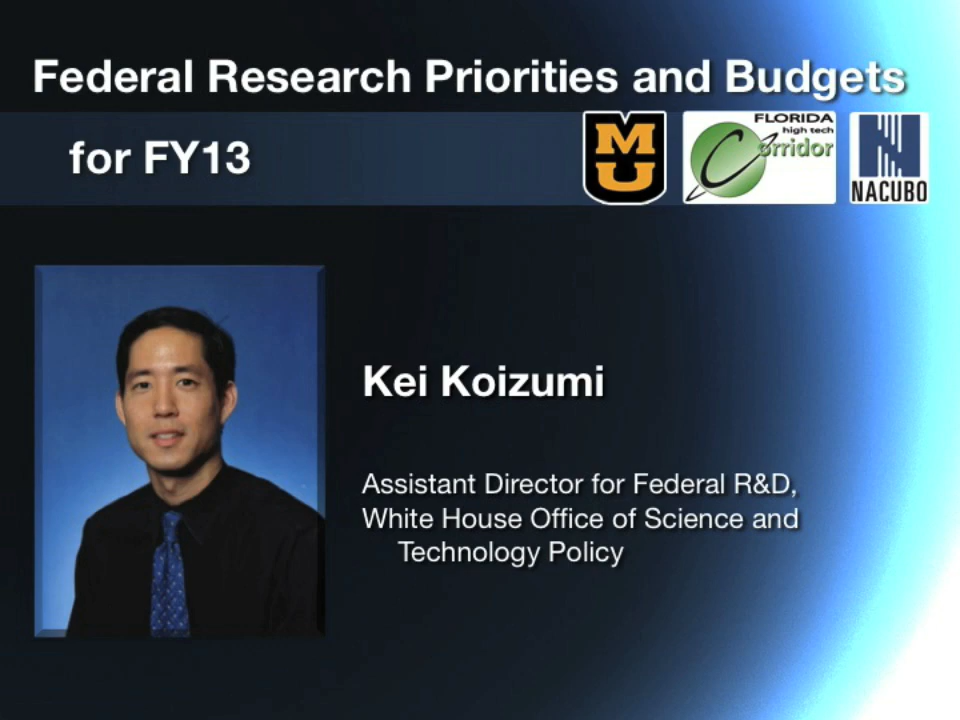 Federal Research Priorities and Budgets
for FY13
MU
FLORIDA
high tech
Corridor
NACUBO
Kei Koizumi
Assistant Director for Federal R&D,
White House Office of Science and
Technology Policy